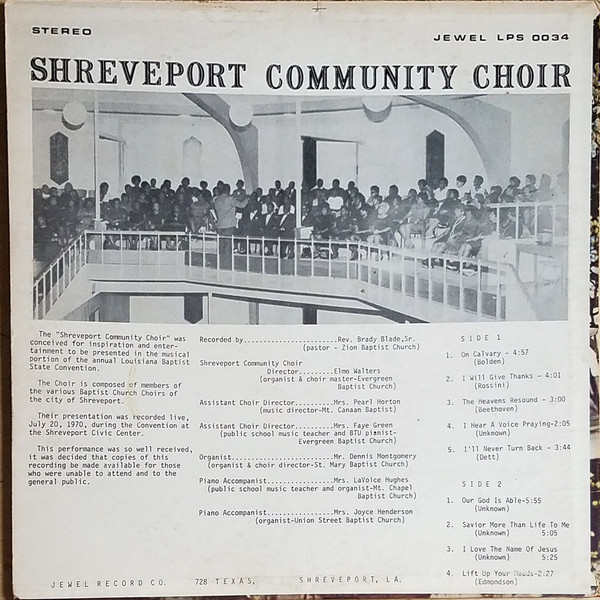 STEREO
JEWEL LPS 0034
SHREVEPORT COMMUNITY CHOIR
The "Shreveport Community Choir" was
conceived for inspiration and enter-
tainment to be presented in the musical
portion of the annual Louisiana Baptist
State Convention.
The Choir is composed of members of
the various Baptist Church Choirs of
the city of Shreveport.
Their presentation was recorded live,
July 20, 1970, during the Convention at
the Shreveport Civic Center.
This performance was so well received,
it was decided that copies of this
recording be made available for those
who were unable to attend and to the
general public.
Recorded by......................Rev. Brady Blade,Sr.
(pastor - Zion Baptist Church)
Shreveport Community Choir
Director.........Elmo Walters
(organist & choir master-Evergreen
Baptist Church)
Assistant Choir Director.........Mrs. Pearl Horton
(music director-Mt. Canaan Baptist)
Assistant Choir Director.........Mrs. Faye Green
(public school music teacher and BTU pianist-
Evergreen Baptist Church)
Organist.........................Mr. Dennis Montgomery
(organist & choir director-St. Mary Baptist Church)
Piano Accompanist................Mrs. LaVoice Hughes
(public school music teacher and organist-Mt. Chapel
Baptist Church)
Piano Accompanist................Mrs. Joyce Henderson
(organist-Union Street Baptist Church)
SIDE 1
1. On Calvary - 4:57
(Bolden)
2. I Will Give Thanks - 4:01
(Rossini)
3. The Heavens Resound - 3:00
(Beethoven)
4. I Hear A Voice Praying-2:05
(Unknown)
5. I'll Never Turn Back - 3:44
(Dett)
SIDE 2
1. Our God Is Able-5:55
(Unknown)
2. Savior More Than Life To Me
(Unknown) 5:05
3. I Love The Name Of Jesus
(Unknown) 5:25
4. Lift Up Your Heads-2:27
(Edmondson)
JEWEL RECORD CO. 728 TEXAS, SHREVEPORT, LA.